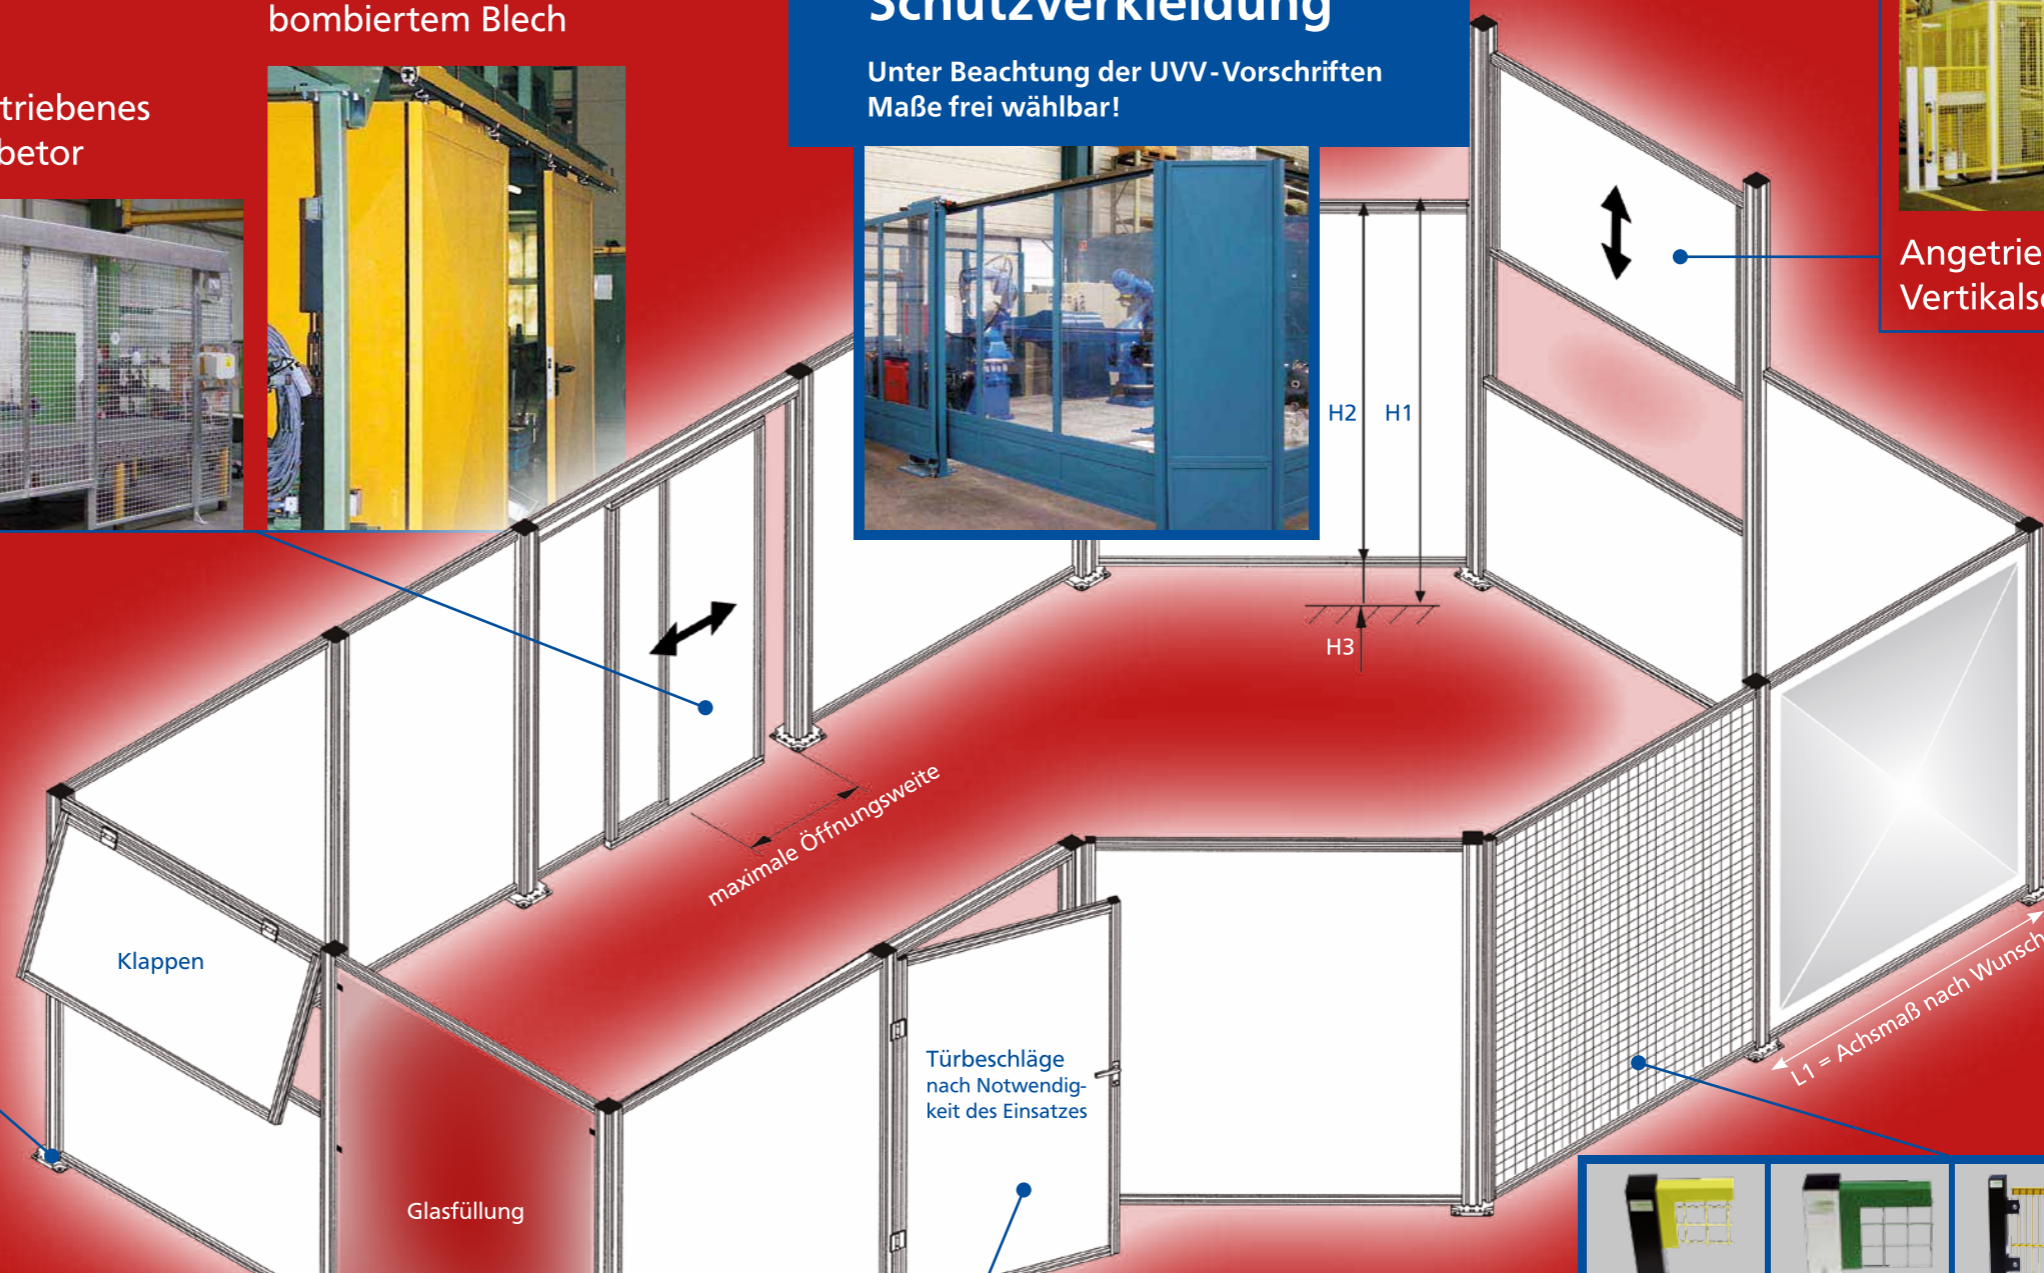 bombiertem Blech
triebenes
betor
Schutzverkleidung
Unter Beachtung der UVV-Vorschriften
Maße frei wählbar!
Angetrie
Vertikals
H2 H1
H3
maximale Öffnungsweite
Klappen
Glasfüllung
Türbeschläge
nach Notwendig-
keit des Einsatzes
L1 = Achsmaß nach Wunsch